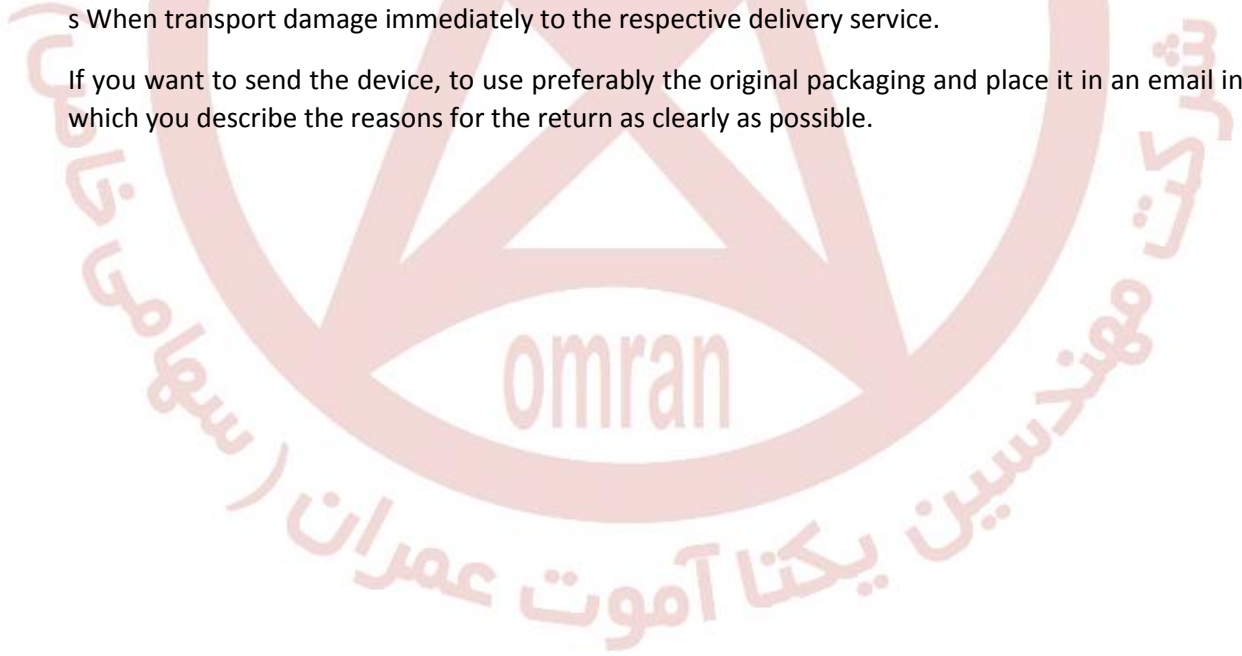 s When transport damage immediately to the respective delivery service.
If you want to send the device, to use preferably the original packaging and place it in an email in
which you describe the reasons for the return as clearly as possible.
omran
شرکت مهندسین یکتا آموت عمران ( سهامی خاص )